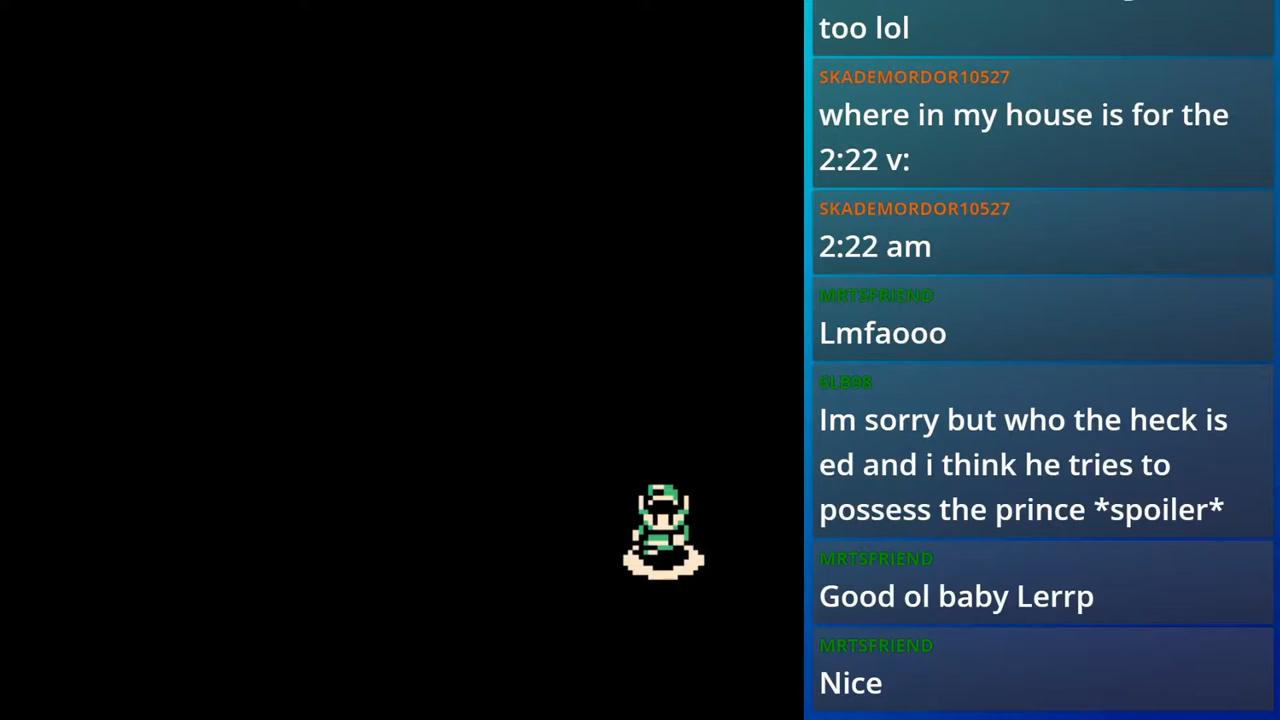 too lol
SKADEMORDOR10527
where in my house is for the
2:22 v:
SKADEMORDOR10527
2:22 am
MRTSFRIEND
Lmfaooo
GLB98
Im sorry but who the heck is
ed and i think he tries to
possess the prince *spoiler*
MRTSFRIEND
Good ol baby Lerrp
MRTSFRIEND
Nice